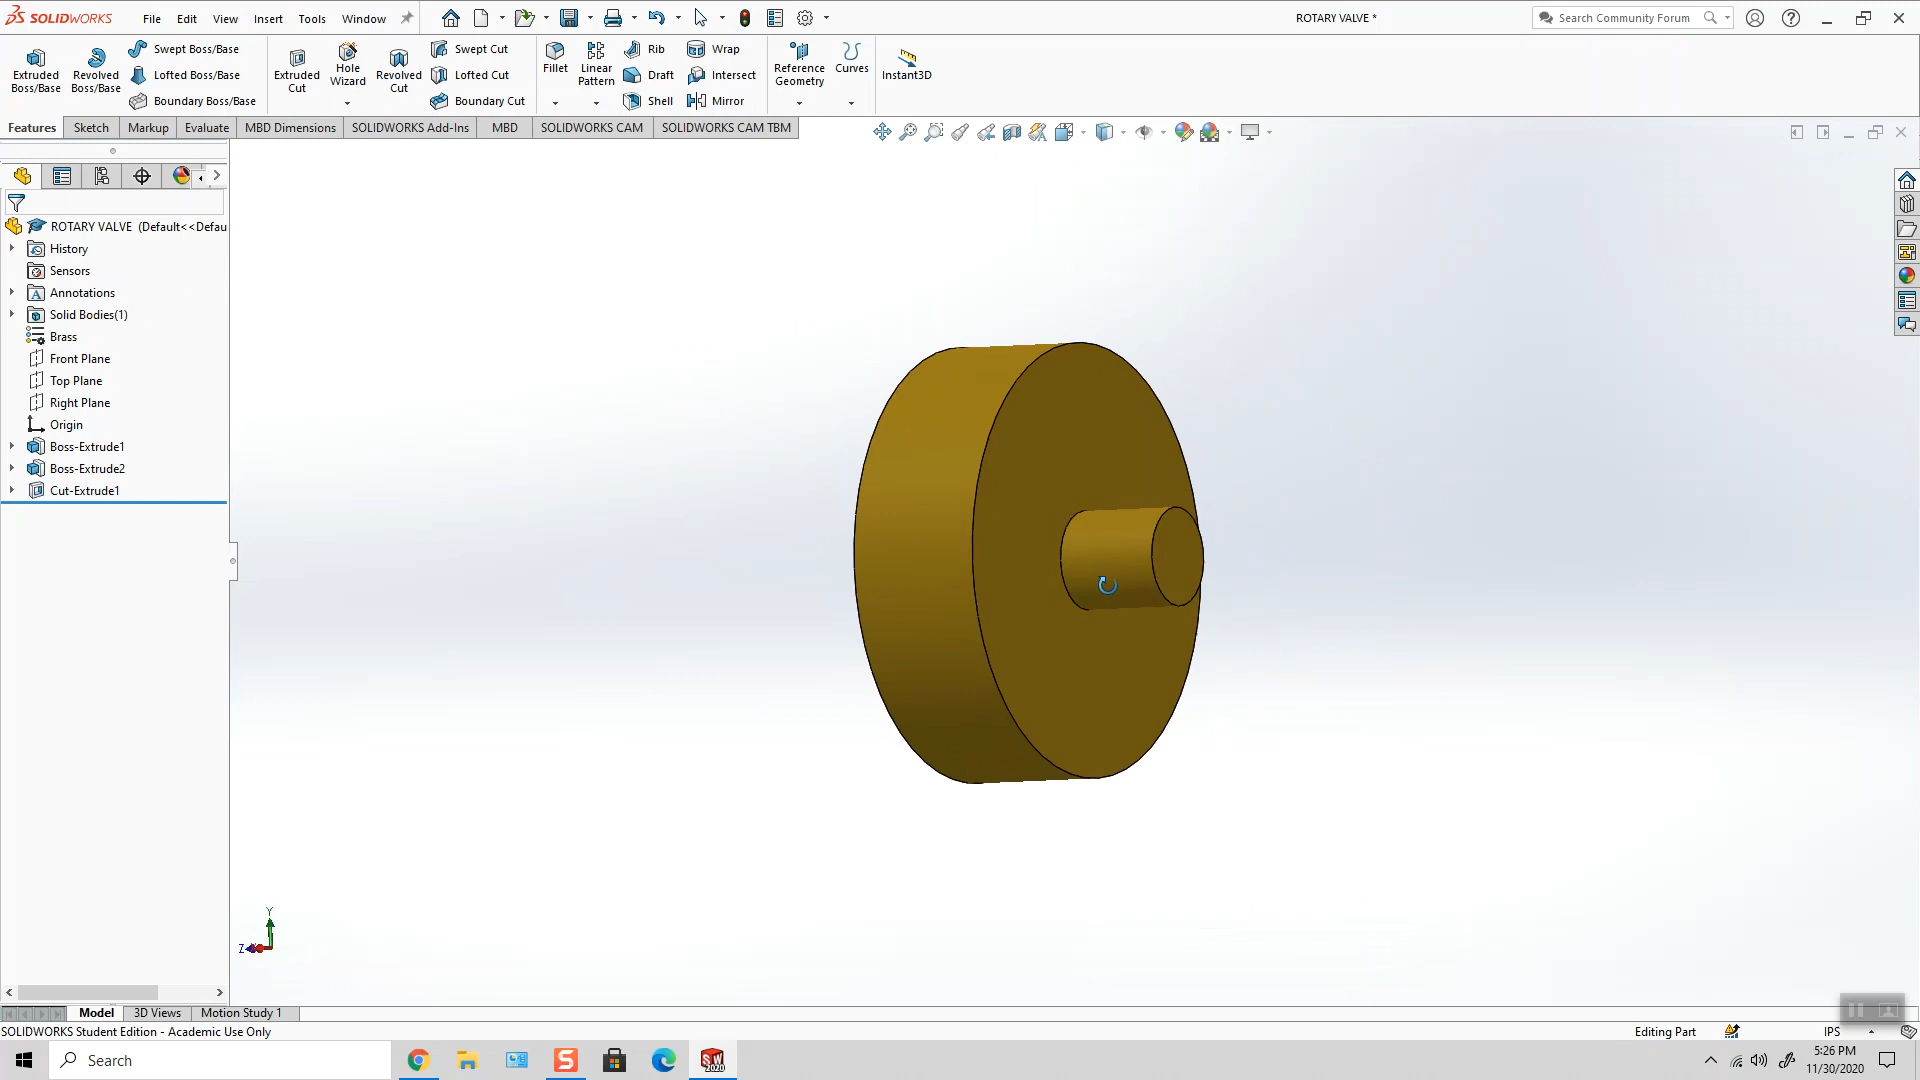 SOLIDWORKS File Edit View Insert Tools Window ROTARY VALVE * Search Community Forum
Extruded Boss/Base
Revolved Boss/Base
Swept Boss/Base
Lofted Boss/Base
Boundary Boss/Base
Extruded Cut
Hole Wizard
Revolved Cut
Swept Cut
Lofted Cut
Boundary Cut
Fillet
Linear Pattern
Rib
Draft
Shell
Wrap
Intersect
Mirror
Reference Geometry
Curves
Instant3D
Features Sketch Markup Evaluate MBD Dimensions SOLIDWORKS Add-Ins MBD SOLIDWORKS CAM SOLIDWORKS CAM TBM
ROTARY VALVE (Default<<Defau
History
Sensors
Annotations
Solid Bodies(1)
Brass
Front Plane
Top Plane
Right Plane
Origin
Boss-Extrude1
Boss-Extrude2
Cut-Extrude1
Y
Z
Model 3D Views Motion Study 1
SOLIDWORKS Student Edition - Academic Use Only Editing Part IPS
Search
5:26 PM
11/30/2020